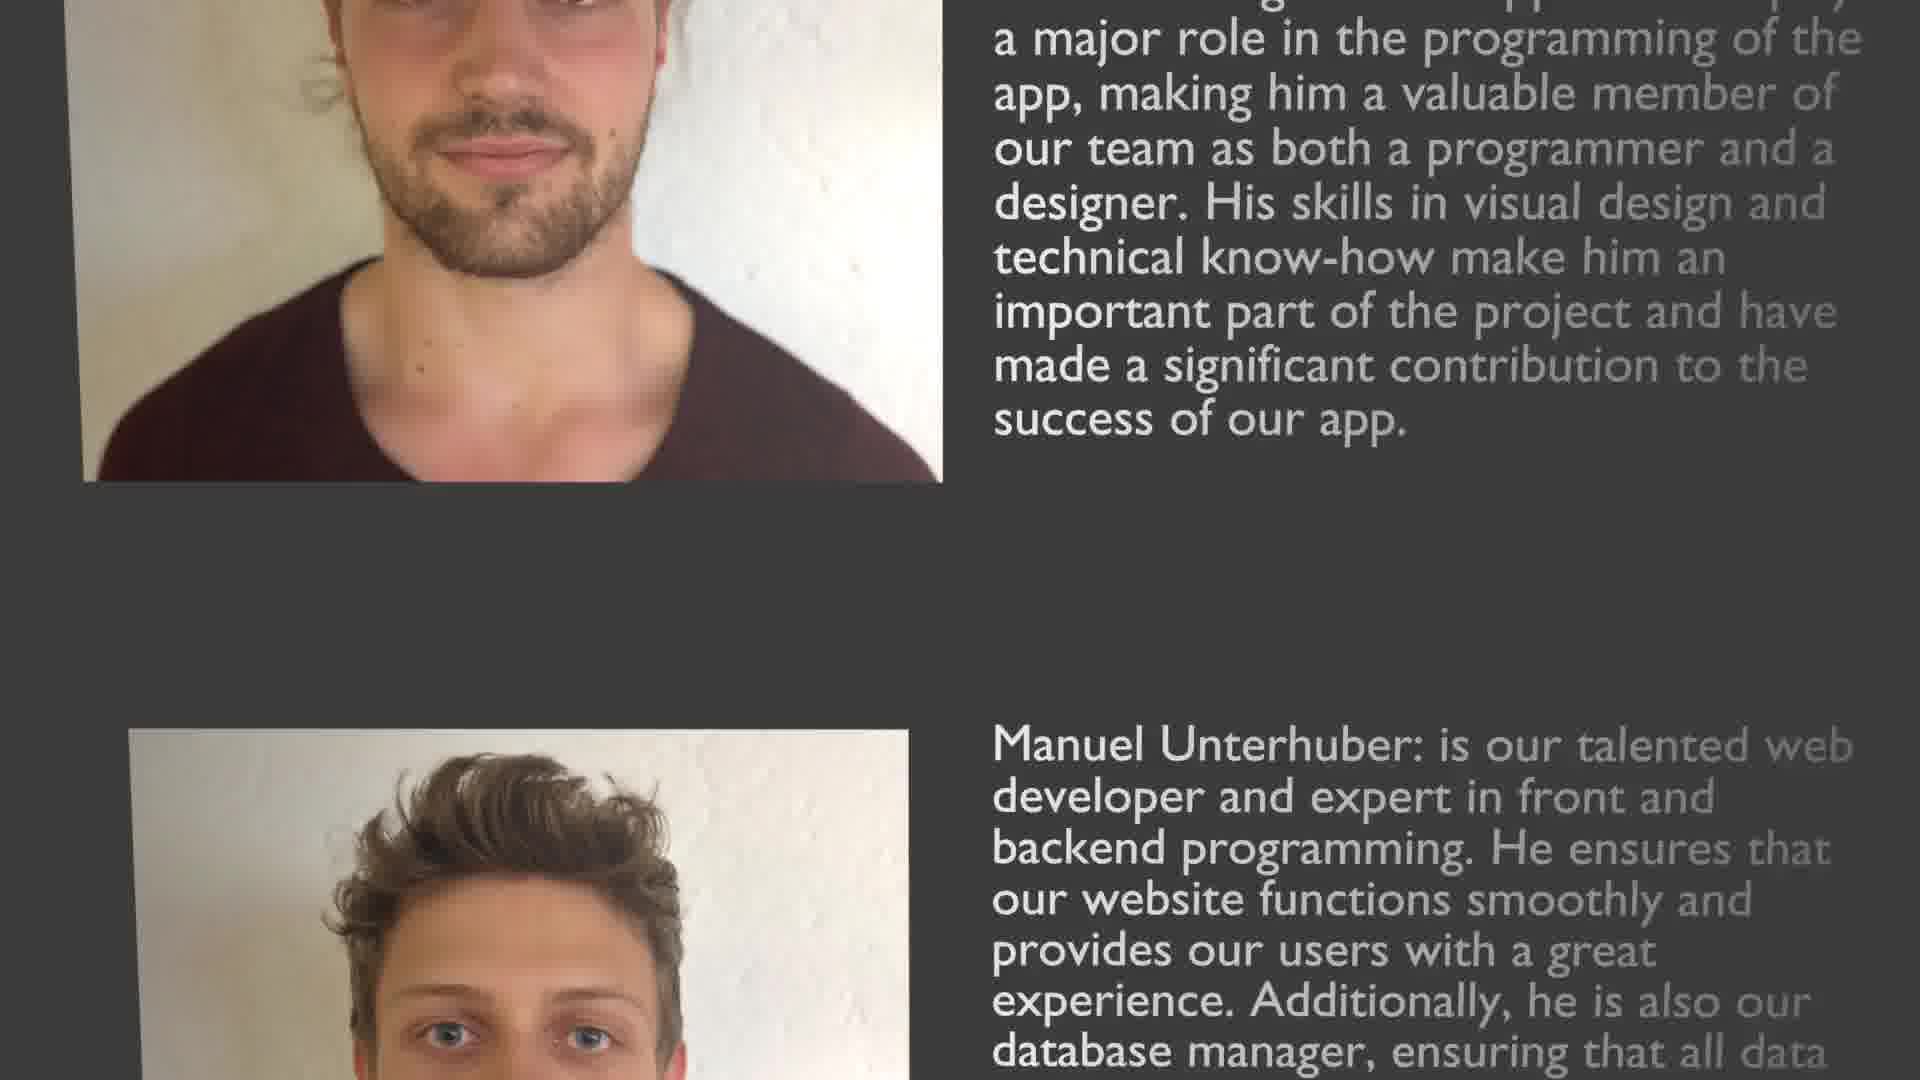 a major role in the programming of the
app, making him a valuable member of
our team as both a programmer and a
designer. His skills in visual design and
technical know-how make him an
important part of the project and have
made a significant contribution to the
success of our app.
Manuel Unterhuber: is our talented web
developer and expert in front and
backend programming. He ensures that
our website functions smoothly and
provides our users with a great
experience. Additionally, he is also our
database manager, ensuring that all data